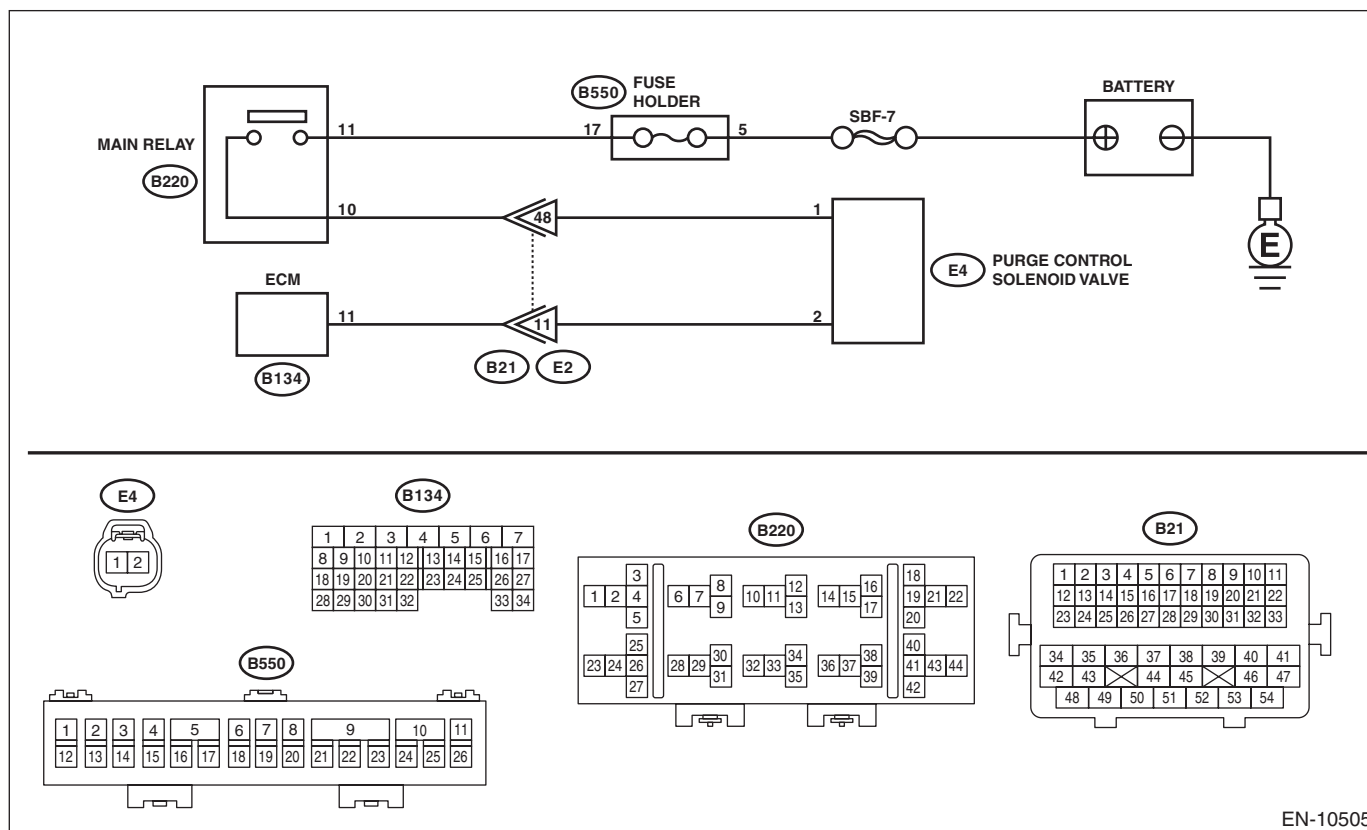 FUSE
HOLDER
B550
BATTERY
SBF-7
MAIN RELAY
B220
11
17
5
10
48
1
E
E4
PURGE CONTROL
SOLENOID VALVE
ECM
11
11
2
B134
B21
E2
E4
1 2
B134
1 2 3 4 5 6 7
8 9 10 11 12 13 14 15 16 17
18 19 20 21 22 23 24 25 26 27
28 29 30 31 32 33 34
B220
3 8 12 16 18
1 2 4 6 7 9 10 11 13 14 15 17 19 21 22
5 20
25 30 34 38 40
23 24 26 28 29 31 32 33 35 36 37 39 41 43 44
27 42
B21
1 2 3 4 5 6 7 8 9 10 11
12 13 14 15 16 17 18 19 20 21 22
23 24 25 26 27 28 29 30 31 32 33
34 35 36 37 38 39 40 41
42 43 44 45 46 47
48 49 50 51 52 53 54
B550
1 2 3 4 5 6 7 8 9 10 11
12 13 14 15 16 17 18 19 20 21 22 23 24 25 26
EN-10505